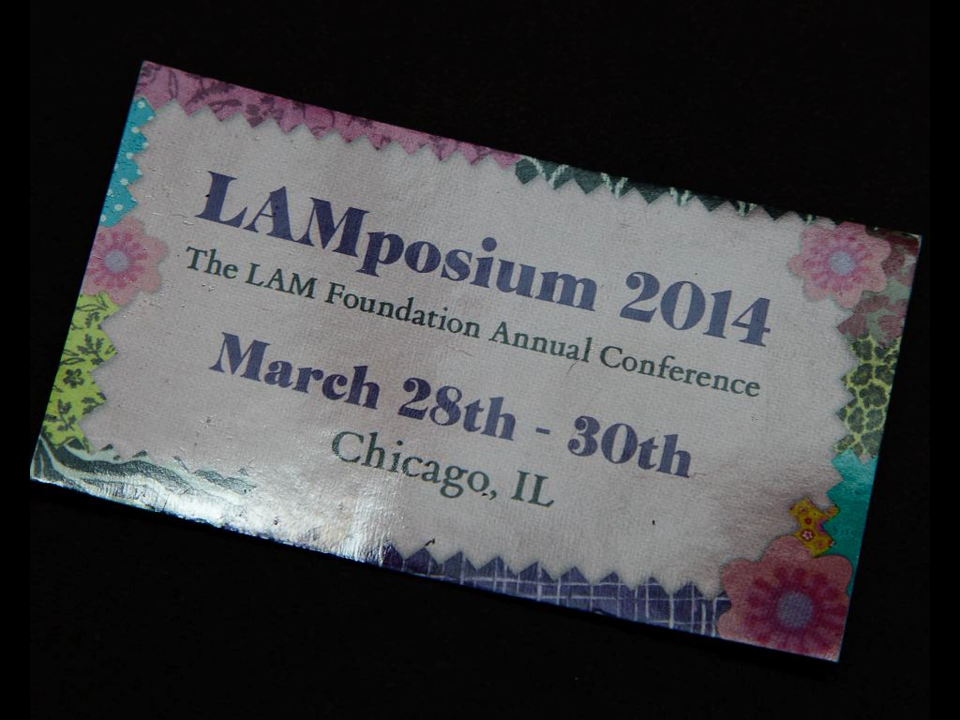 LAMposium 2014
The LAM Foundation Annual Conference
March 28th - 30th
Chicago, IL